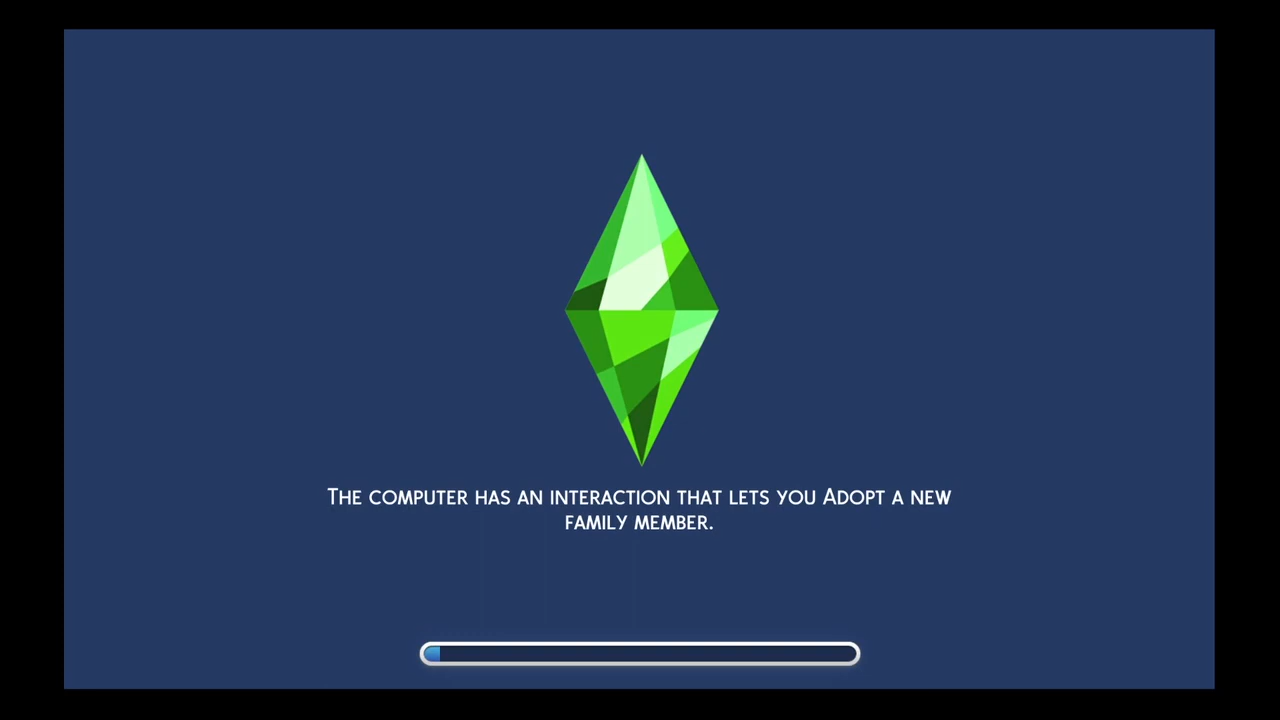 The computer has an interaction that lets you Adopt a new
family member.